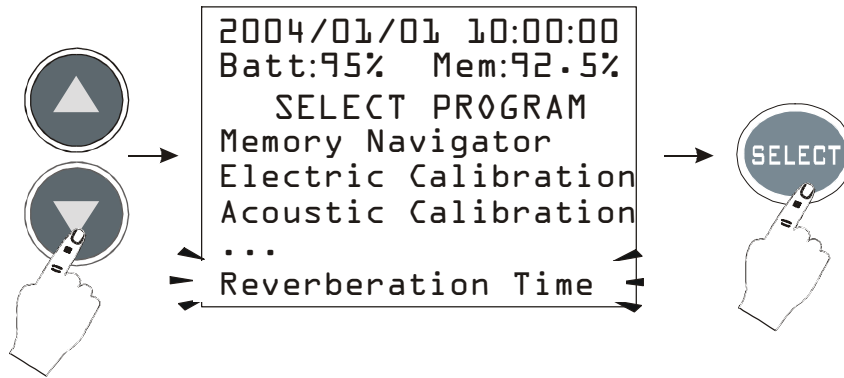 2004/01/01 10:00:00
Batt:95% Mem:92.5%
SELECT PROGRAM
Memory Navigator
Electric Calibration
Acoustic Calibration
...
Reverberation Time
SELECT